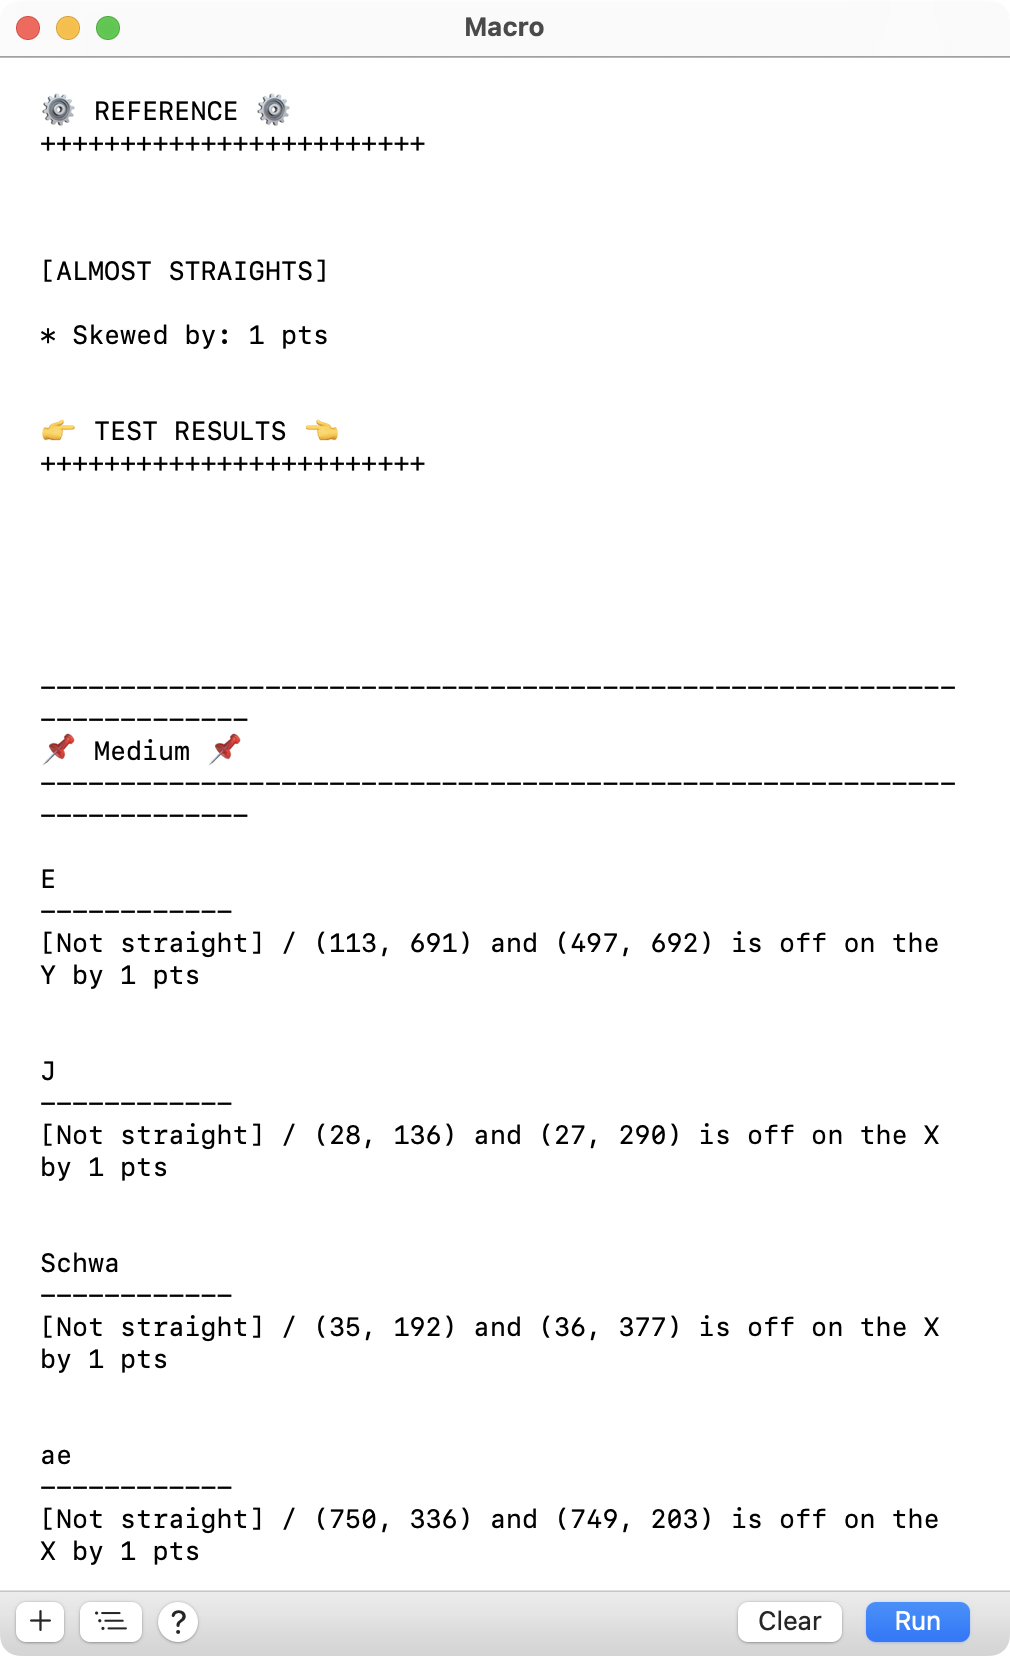 Macro
⚙️ REFERENCE ⚙️
++++++++++++++++++++++++
[ALMOST STRAIGHTS]
* Skewed by: 1 pts
👉 TEST RESULTS 👈
++++++++++++++++++++++++
---------------------------------------------------------
-------------
📌 Medium 📌
---------------------------------------------------------
-------------
E
------------
[Not straight] / (113, 691) and (497, 692) is off on the
Y by 1 pts
J
------------
[Not straight] / (28, 136) and (27, 290) is off on the X
by 1 pts
Schwa
------------
[Not straight] / (35, 192) and (36, 377) is off on the X
by 1 pts
ae
------------
[Not straight] / (750, 336) and (749, 203) is off on the
X by 1 pts
+ ? Clear Run